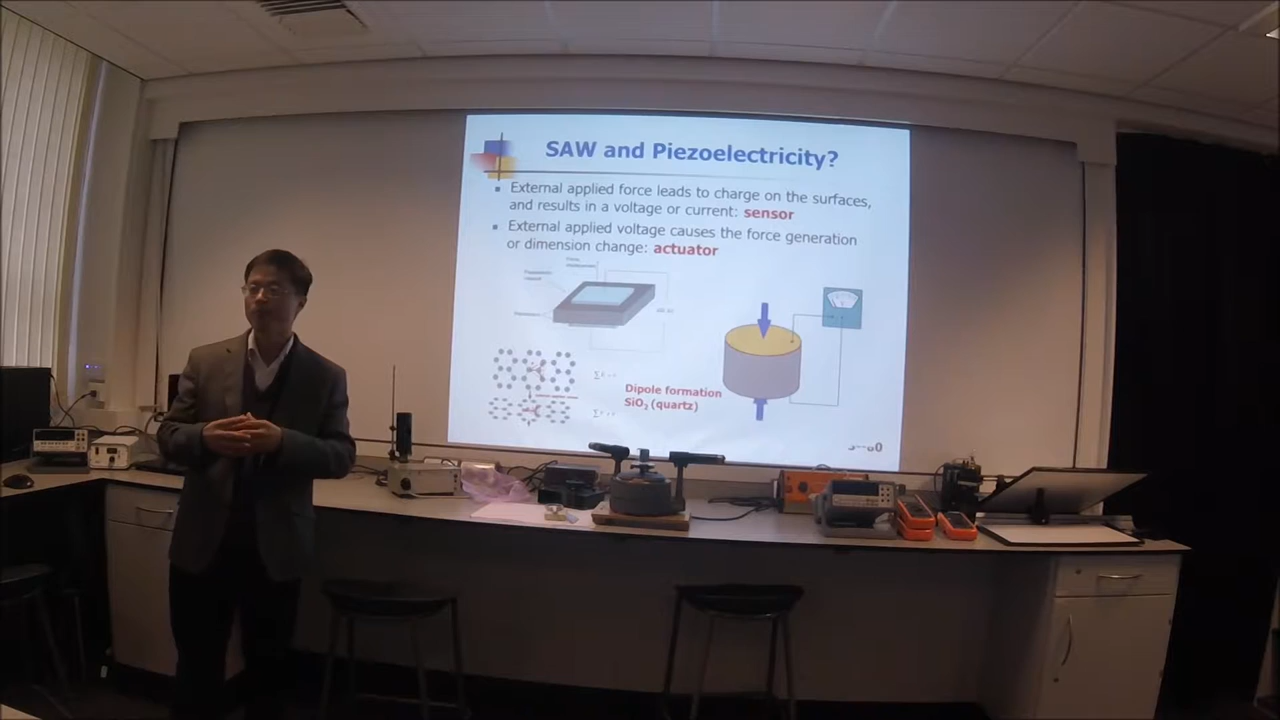 SAW and Piezoelectricity?
External applied force leads to charge on the surfaces,
and results in a voltage or current: sensor
External applied voltage causes the force generation
or dimension change: actuator
Dipole formation
SiO₂ (quartz)